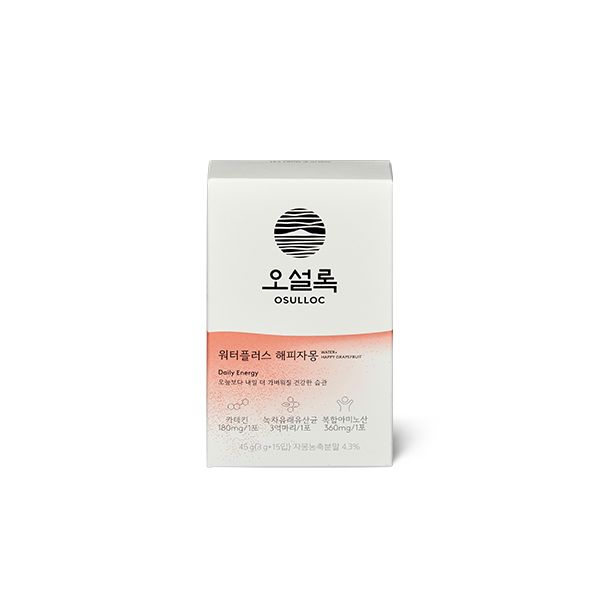 오설록
OSULLOC
워터플러스 해피자몽 WATER+
HAPPY GRAPEFRUIT
Daily Energy
오늘보다 내일 더 가벼워질 건강한 습관
카테킨 녹차유래유산균 복합아미노산
180mg/1포 3억마리/1포 360mg/1포
45 g(3 g×15입) 자몽농축분말 4.3%